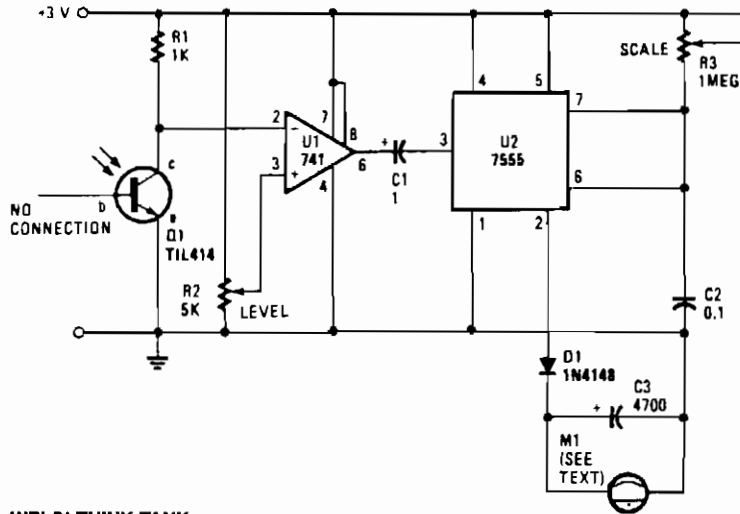 +3 V
R1
1K
SCALE
R3
1MEG
4
5
7
2
7
8
U1
741
6
+
C1
1
3
U2
7555
3
+
4
6
c
b
e
NO
CONNECTION
Q1
TIL414
1
2
R2
5K
LEVEL
C2
0.1
D1
1N4148
C3
4700
+
M1
(SEE
TEXT)
THINK TANK